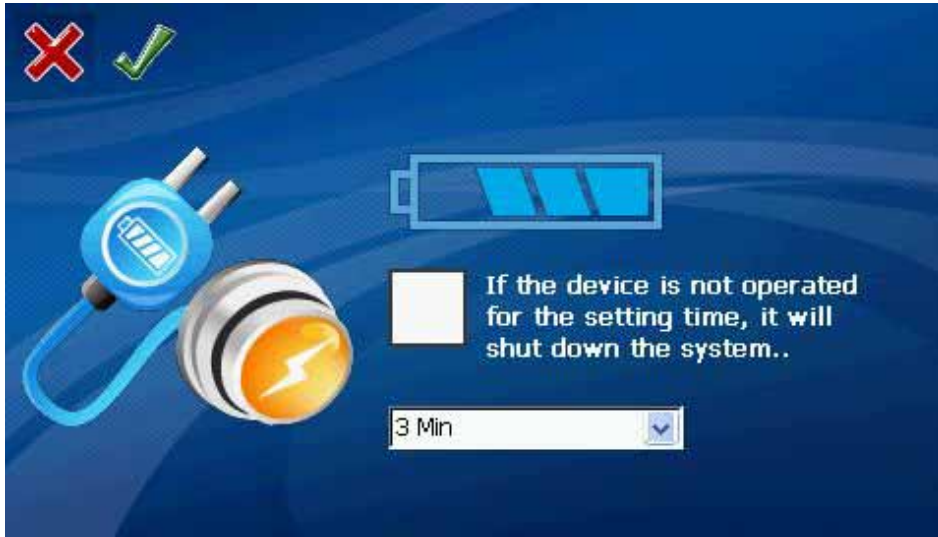 If the device is not operated
for the setting time, it will
shut down the system..
3 Min